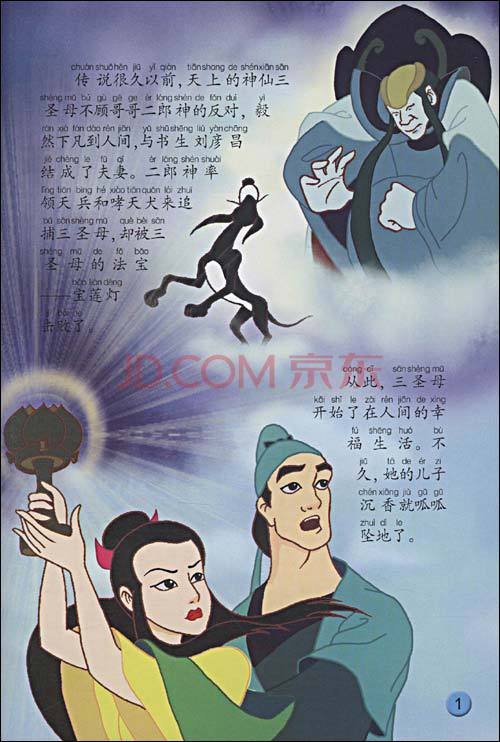 chuán shuō hěn jiǔ yǐ qián tiān shang de shén xiān sān
传说很久以前，天上的神仙三
shèng mǔ bú gù gē ge èr láng shén de fǎn duì yì
圣母不顾哥哥二郎神的反对，毅
rán xià fán dào rén jiān yǔ shū shēng liú yàn chāng
然下凡到人间，与书生刘彦昌
jié chéng le fū qī èr láng shén shuài
结成了夫妻。二郎神率
lǐng tiān bīng hé xiào tiān quǎn lái zhuī
领天兵和哮天犬来追
bǔ sān shèng mǔ què bèi sān
捕三圣母，却被三
shèng mǔ de fǎ bǎo
圣母的法宝
bǎo lián dēng
——宝莲灯
jī bài le
击败了。
JD.COM 京东
cóng cǐ sān shèng mǔ
从此，三圣母
kāi shǐ le zài rén jiān de xìng
开始了在人间的幸
fú shēng huó bù
福生活。不
jiǔ tā de ér zi
久，她的儿子
chén xiāng jiù gū gū
沉香就呱呱
zhuì dì le
坠地了。
1